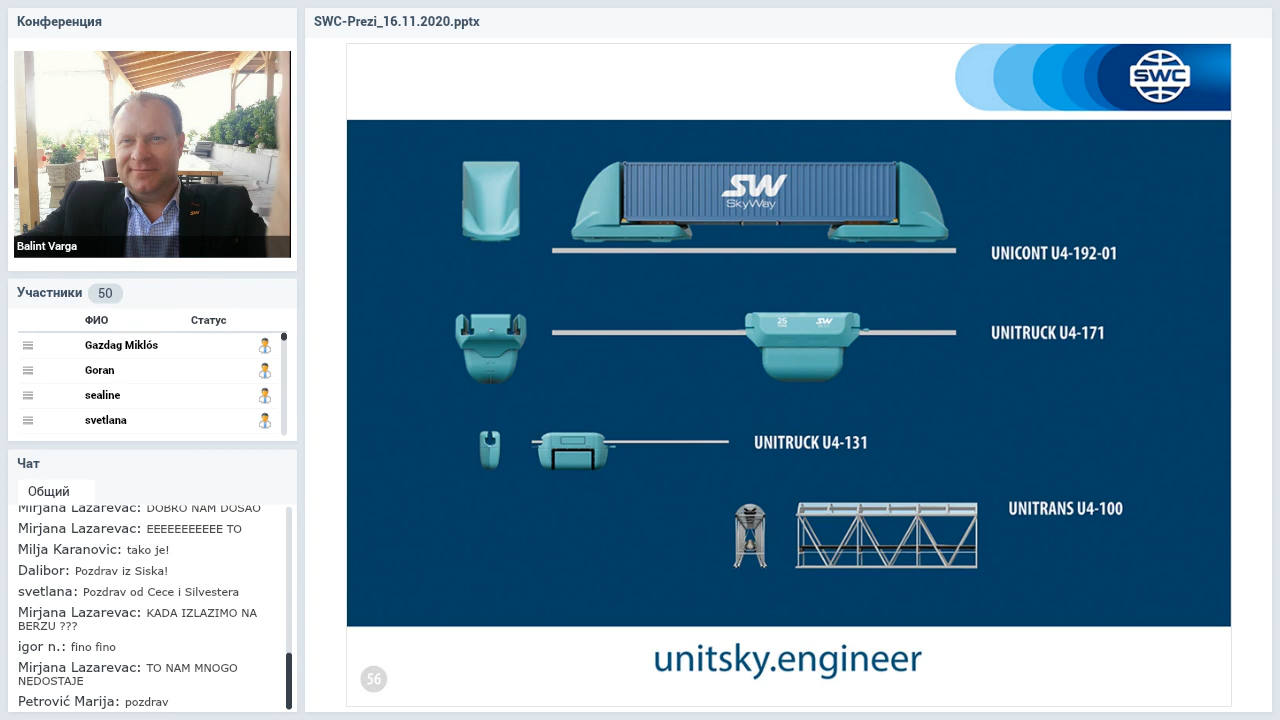 Конференция
SW
Balint Varga
Участники 50
ФИО Статус
Gazdag Miklós
Goran
sealine
svetlana
Чат
Общий
Mirjana Lazarevac: DOBRO NAM DOSAO
Mirjana Lazarevac: EEEEEEEEEEE TO
Milja Karanovic: tako je!
Dalibor: Pozdrav iz Siska!
svetlana: Pozdrav od Cece i Silvestera
Mirjana Lazarevac: KADA IZLAZIMO NA
BERZU ???
igor n.: fino fino
Mirjana Lazarevac: TO NAM MNOGO
NEDOSTAJE
Petrović Marija: pozdrav
SWC-Prezi_16.11.2020.pptx
SWC
SW
SkyWay
UNICONT U4-192-01
25 SW
UNITRUCK U4-171
UNITRUCK U4-131
UNITRANS U4-100
unitsky.engineer
56